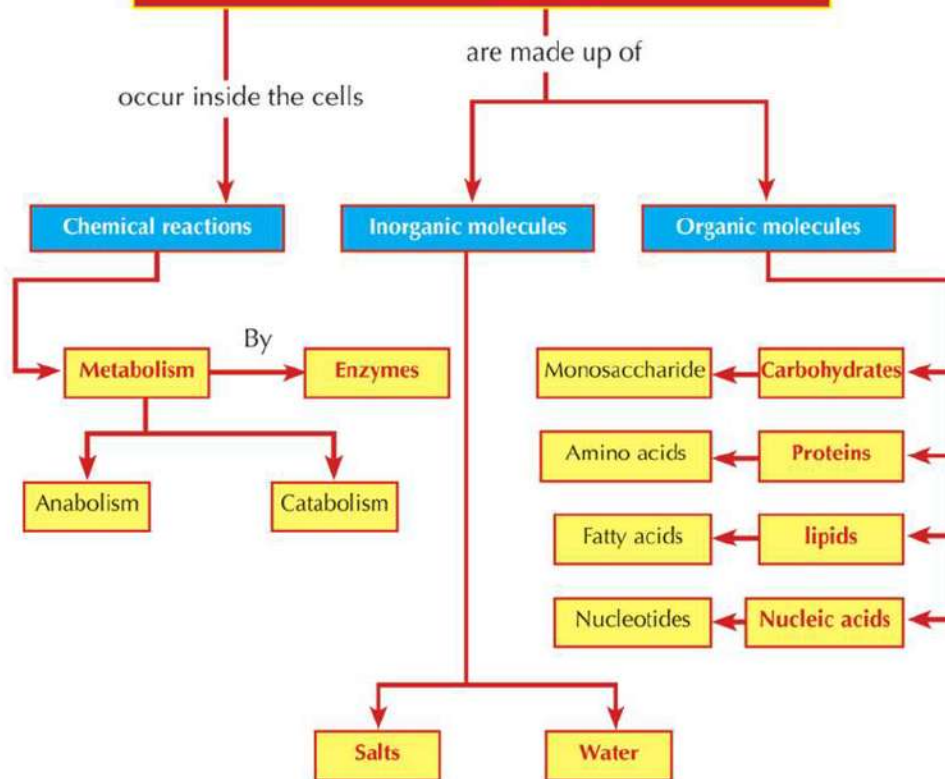 are made up of
occur inside the cells
Chemical reactions
Inorganic molecules
Organic molecules
By
Metabolism
Enzymes
Monosaccharide
Carbohydrates
Amino acids
Proteins
Anabolism
Catabolism
Fatty acids
lipids
Nucleotides
Nucleic acids
Salts
Water